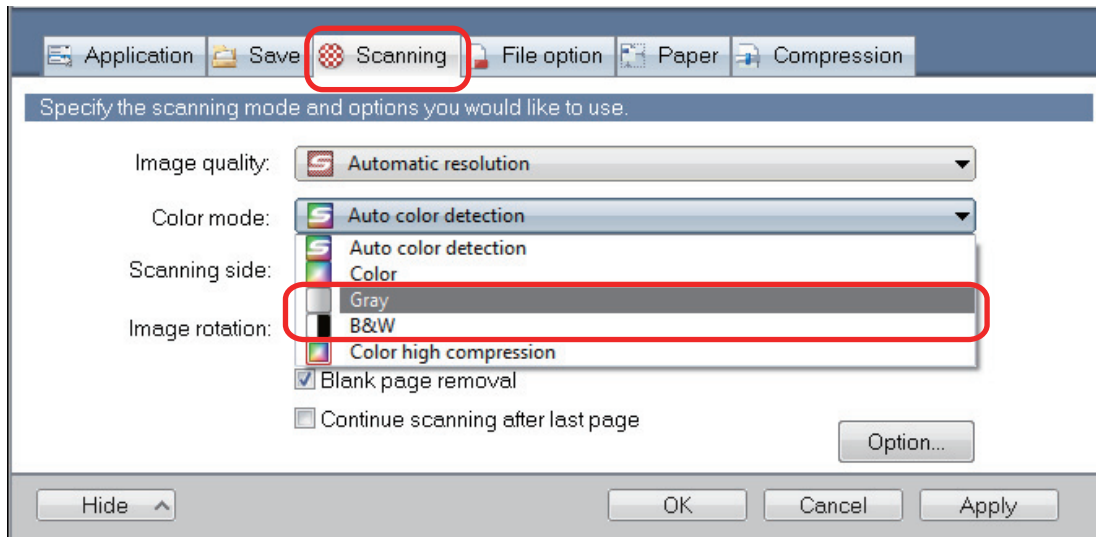 Application Save Scanning File option Paper Compression
Specify the scanning mode and options you would like to use.
Image quality: Automatic resolution
Color mode: Auto color detection
Auto color detection
Scanning side: Color
Gray
Image rotation: B&W
Color high compression
Blank page removal
Continue scanning after last page
Option...
Hide OK Cancel Apply